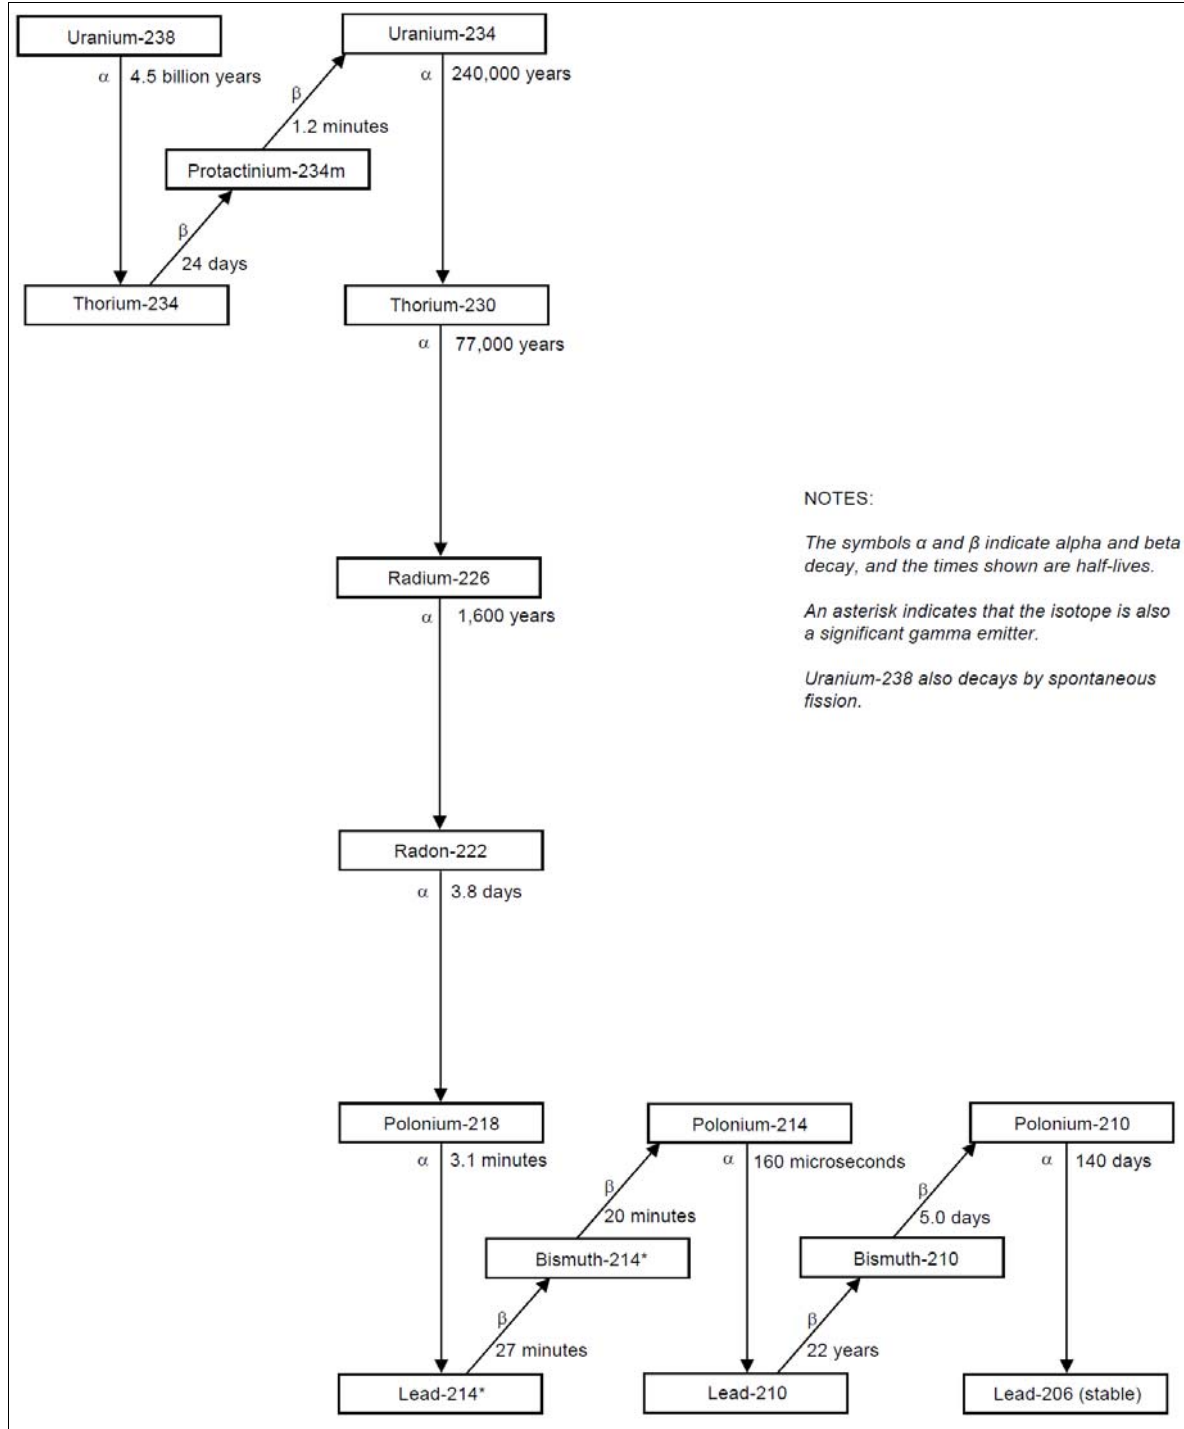 Uranium-238
Uranium-234
α 4.5 billion years
α 240,000 years
β
1.2 minutes
Protactinium-234m
β
24 days
Thorium-234
Thorium-230
α 77,000 years
NOTES:
The symbols α and β indicate alpha and beta
decay, and the times shown are half-lives.
An asterisk indicates that the isotope is also
a significant gamma emitter.
Uranium-238 also decays by spontaneous
fission.
Radium-226
α 1,600 years
Radon-222
α 3.8 days
Polonium-218
Polonium-214
Polonium-210
α 3.1 minutes
α 160 microseconds
α 140 days
β
20 minutes
β
5.0 days
Bismuth-214*
Bismuth-210
β
27 minutes
β
22 years
Lead-214*
Lead-210
Lead-206 (stable)